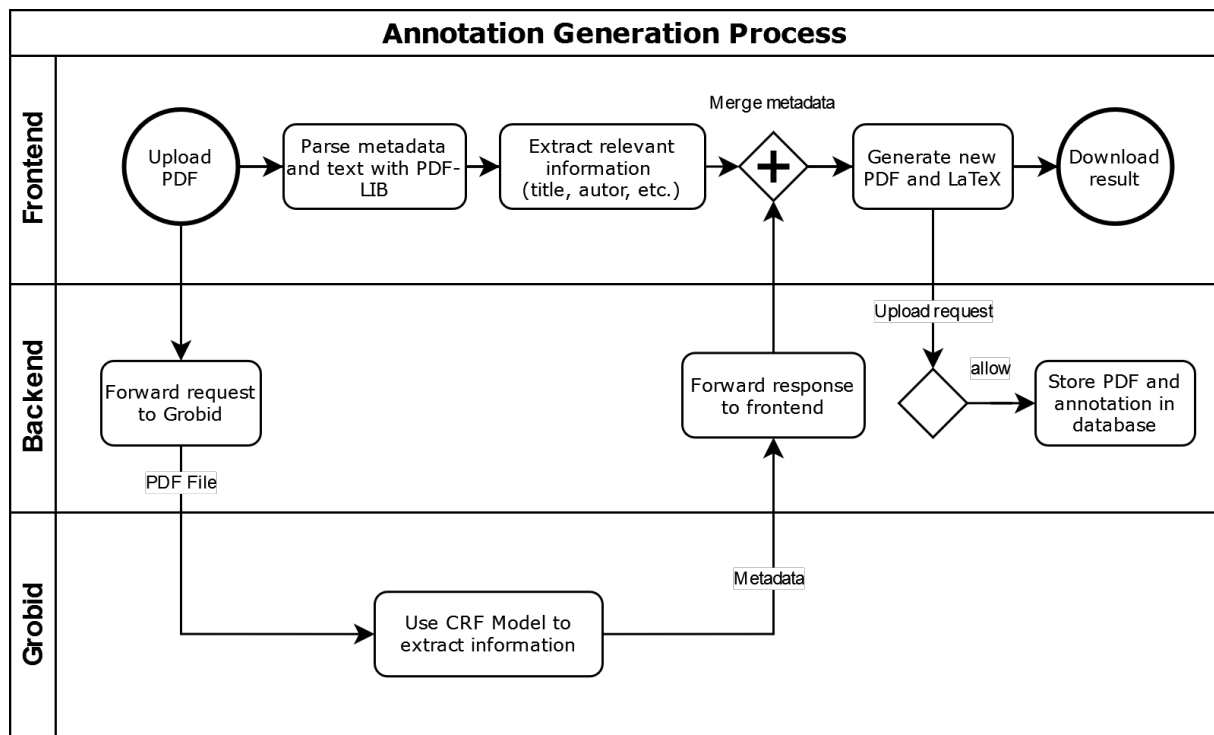 Annotation Generation Process
Frontend
Upload
PDF
Parse metadata
and text with PDF-
LIB
Extract relevant
information
(title, autor, etc.)
Merge metadata
Generate new
PDF and LaTeX
Download
result
Backend
Forward request
to Grobid
PDF File
Forward response
to frontend
Upload request
allow
Store PDF and
annotation in
database
Grobid
Use CRF Model to
extract information
Metadata